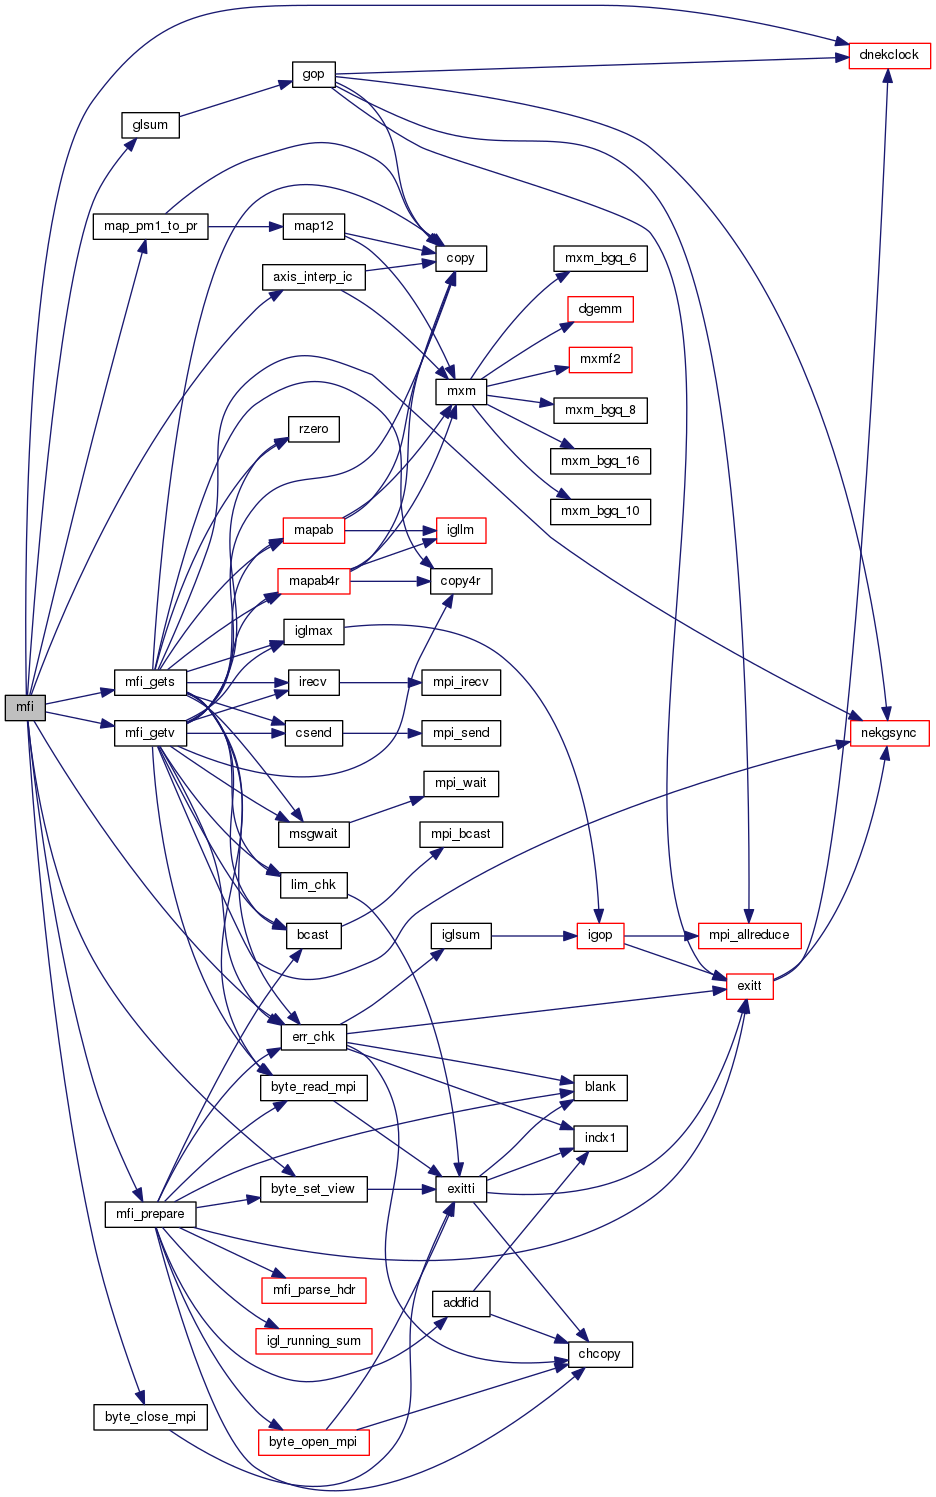 dnekclock
gop
glsum
map_pm1_to_pr
map12
copy
mxm_bgq_6
axis_interp_ic
dgemm
mxmf2
mxm
mxm_bgq_8
rzero
mxm_bgq_16
mxm_bgq_10
mapab
igllm
mapab4r
copy4r
iglmax
mfi_gets
irecv
mpi_irecv
mfi
mfi_getv
csend
mpi_send
nekgsync
mpi_wait
msgwait
mpi_bcast
lim_chk
bcast
iglsum
igop
mpi_allreduce
exitt
err_chk
byte_read_mpi
blank
indx1
byte_set_view
exitti
mfi_prepare
mfi_parse_hdr
addfid
igl_running_sum
chcopy
byte_close_mpi
byte_open_mpi